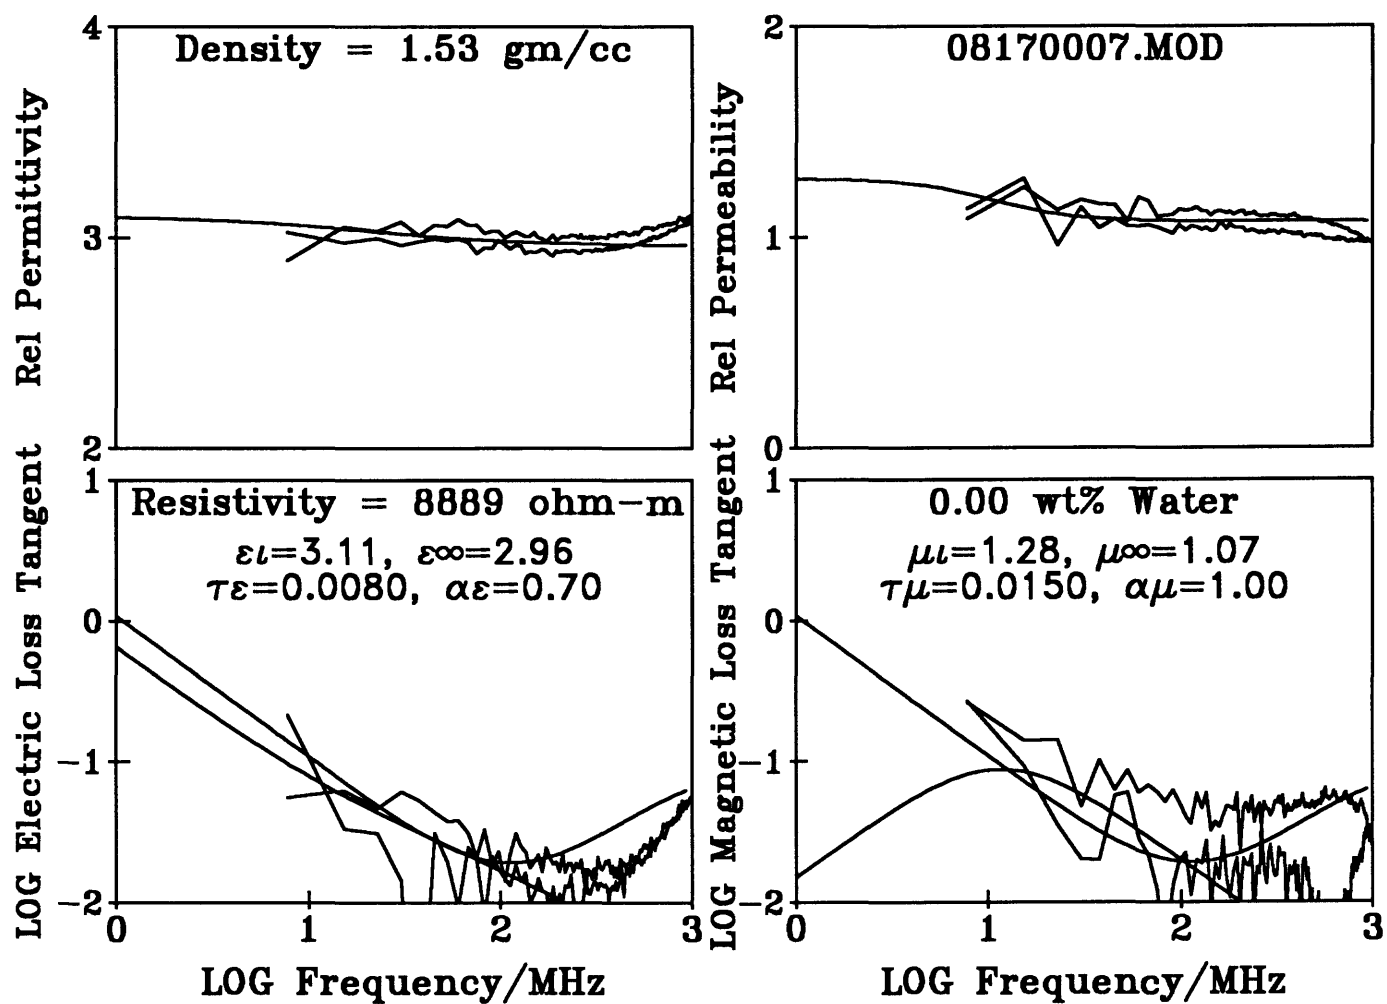 Density = 1.53 gm/cc
Rel Permittivity
4
3
2
08170007.MOD
Rel Permeability
2
1
0
Resistivity = 8889 ohm-m
ει=3.11, ε∞=2.96
τε=0.0080, αε=0.70
LOG Electric Loss Tangent
1
0
-1
-2
0 1 2 3
LOG Frequency/MHz
0.00 wt% Water
μι=1.28, μ∞=1.07
τμ=0.0150, αμ=1.00
LOG Magnetic Loss Tangent
1
0
-1
-2
0 1 2 3
LOG Frequency/MHz